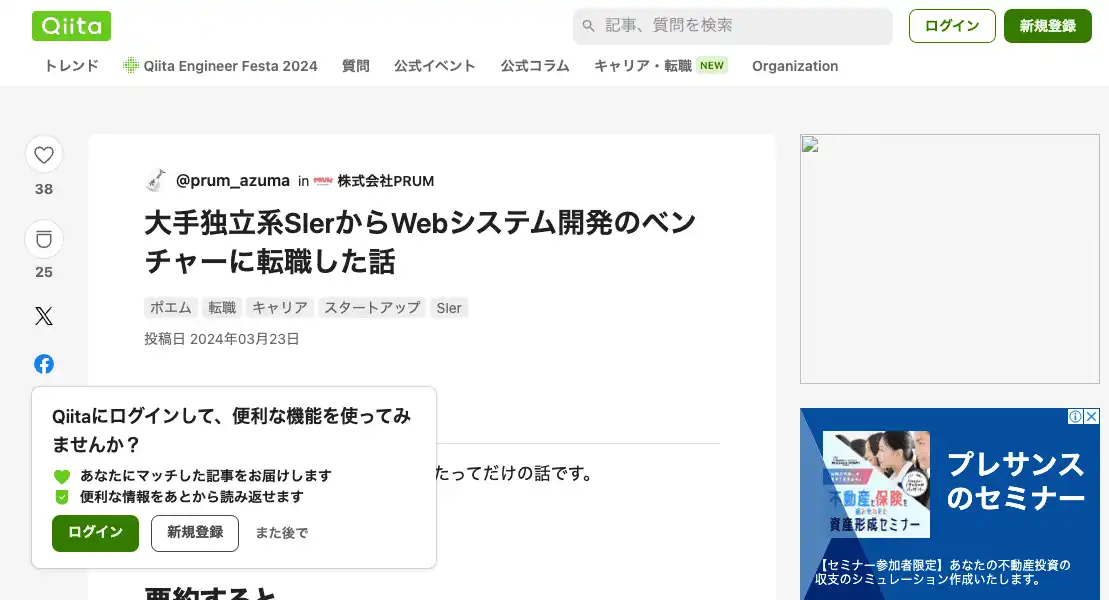 Qiita
記事、質問を検索
ログイン
新規登録
トレンド
Qiita Engineer Festa 2024
質問
公式イベント
公式コラム
キャリア・転職 NEW
Organization
38
25
@prum_azuma in PRUM 株式会社PRUM
大手独立系SIerからWebシステム開発のベン
チャーに転職した話
ポエム 転職 キャリア スタートアップ SIer
投稿日 2024年03月23日
たってだけの話です。
要約すると
Qiitaにログインして、便利な機能を使ってみ
ませんか？
あなたにマッチした記事をお届けします
便利な情報をあとから読み返せます
ログイン
新規登録
また後で
不動産と保険を
資産形成セミナー
プレサンス
のセミナー
【セミナー参加者限定】あなたの不動産投資の
収支のシミュレーション作成いたします。